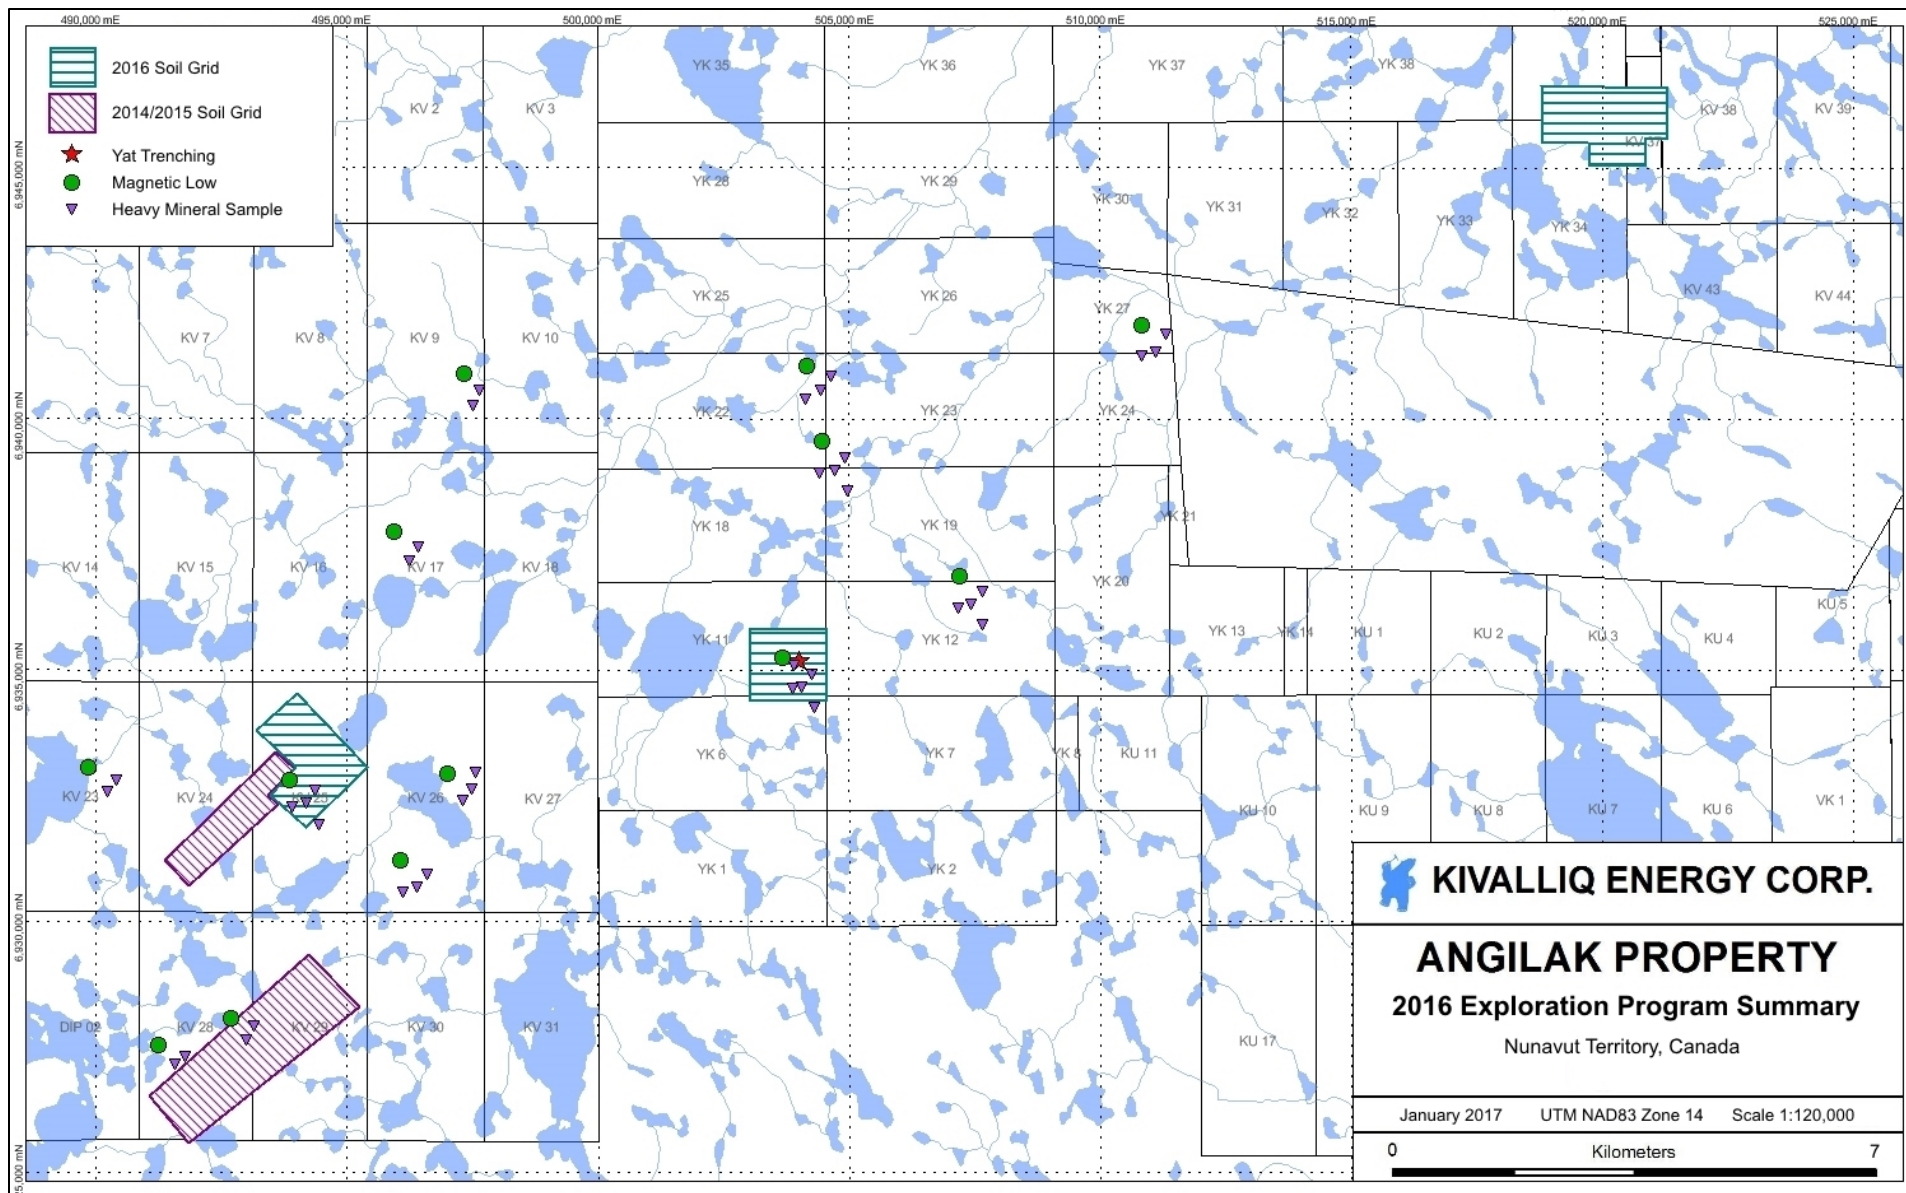 490,000 mE 495,000 mE 500,000 mE 505,000 mE 510,000 mE 515,000 mE 520,000 mE 525,000 mE
2016 Soil Grid
2014/2015 Soil Grid
Yat Trenching
Magnetic Low
Heavy Mineral Sample
6,945,000 mN
6,940,000 mN
6,935,000 mN
6,930,000 mN
25,000 mN
YK 35 YK 36 YK 37 YK 38
KV 2 KV 3 KV 38 KV 39
KV 37
YK 28 YK 29 YK 30 YK 31 YK 32 YK 33 YK 34
YK 25 YK 26 YK 27 KV 43 KV 44
KV 7 KV 8 KV 9 KV 10
YK 22 YK 23 YK 24
YK 18 YK 19 YK 21
KV 14 KV 15 KV 16 KV 17 KV 18 YK 20
YK 11 YK 12 YK 13 YK 14 KU 1 KU 2 KU 3 KU 4 KU 5
YK 6 YK 7 YK 8 KU 11
KV 23 KV 24 KV 26 KV 27 KU 10 KU 9 KU 8 KU 7 KU 6 VK 1
YK 1 YK 2
DIP 02 KV 28 KV 29 KV 30 KV 31 KU 17
KIVALLIQ ENERGY CORP.
ANGILAK PROPERTY
2016 Exploration Program Summary
Nunavut Territory, Canada
January 2017 UTM NAD83 Zone 14 Scale 1:120,000
0 Kilometers 7